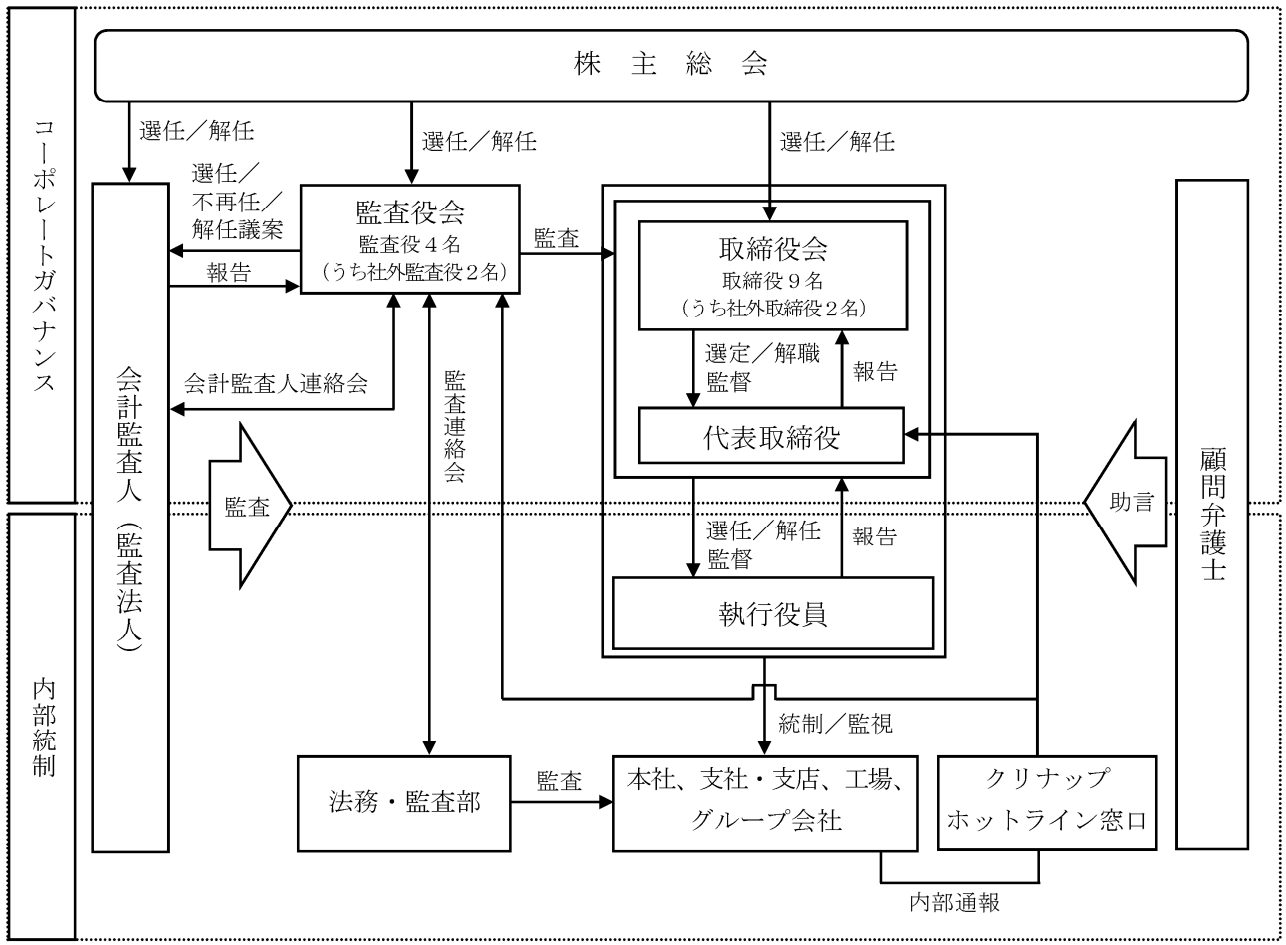 株　主　総　会
コーポレートガバナンス
選任／解任
選任／解任
選任／解任
選任／
不再任／
解任議案
報告
監査役会
監査役４名
（うち社外監査役２名）
監査
取締役会
取締役９名
（うち社外取締役２名）
選定／解職
監督
報告
代表取締役
会計監査人連絡会
監査連絡会
会計監査人（監査法人）
監査
助言
顧問弁護士
選任／解任
監督
報告
執行役員
内部統制
統制／監視
法務・監査部
監査
本社、支社・支店、工場、
グループ会社
クリナップ
ホットライン窓口
内部通報